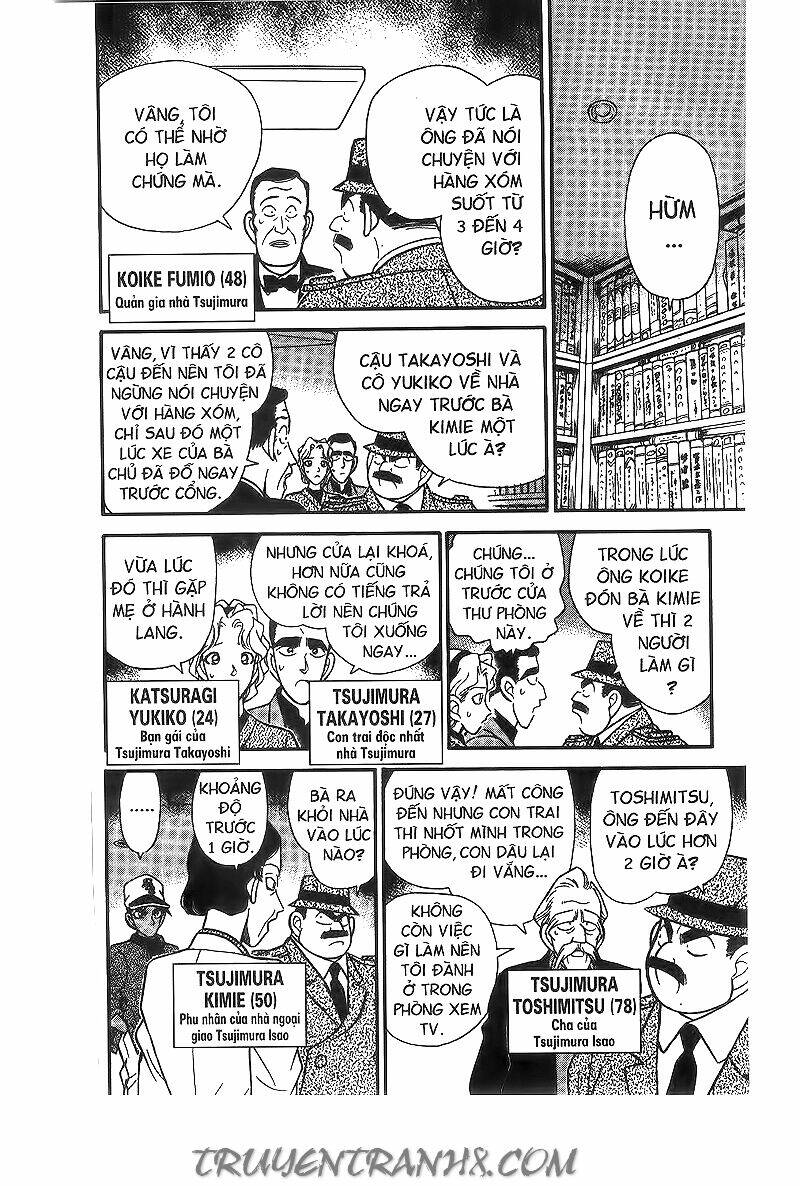 HỪM
...
VẬY TỨC LÀ
ÔNG ĐÃ NÓI
CHUYỆN VỚI
HÀNG XÓM
SUỐT TỪ
3 ĐẾN 4
GIỜ?
VÂNG, TÔI
CÓ THỂ NHỜ
HỌ LÀM
CHỨNG MÀ.
KOIKE FUMIO (48)
Quản gia nhà Tsujimura
CẬU TAKAYOSHI VÀ
CÔ YUKIKO VỀ NHÀ
NGAY TRƯỚC BÀ
KIMIE MỘT
LÚC À?
VÂNG, VÌ THẤY 2 CÔ
CẬU ĐẾN NÊN TÔI ĐÃ
NGỪNG NÓI CHUYỆN
VỚI HÀNG XÓM,
CHỈ SAU ĐÓ MỘT
LÚC XE CỦA BÀ
CHỦ ĐÃ ĐỖ NGAY
TRƯỚC CỔNG.
TRONG LÚC
ÔNG KOIKE
ĐÓN BÀ KIMIE
VỀ THÌ 2
NGƯỜI
LÀM GÌ
?
CHÚNG...
CHÚNG TÔI Ở
TRƯỚC CỬA
THƯ PHÒNG
NÀY.
NHƯNG CỬA LẠI KHOÁ,
HƠN NỮA CŨNG
KHÔNG CÓ TIẾNG TRẢ
LỜI NÊN CHÚNG
TÔI XUỐNG
NGAY...
VỪA LÚC
ĐÓ THÌ GẶP
MẸ Ở HÀNH
LANG.
TSUJIMURA
TAKAYOSHI (27)
Con trai độc nhất
nhà Tsujimura
KATSURAGI
YUKIKO (24)
Bạn gái của
Tsujimura Takayoshi
TOSHIMITSU,
ÔNG ĐẾN ĐÂY
VÀO LÚC HƠN
2 GIỜ À?
ĐÚNG VẬY! MẤT CÔNG
ĐẾN NHƯNG CON TRAI
THÌ NHỐT MÌNH TRONG
PHÒNG, CON DÂU LẠI
ĐI VẮNG...
KHÔNG
CÒN VIỆC
GÌ LÀM NÊN
TÔI ĐÀNH
Ở TRONG
PHÒNG XEM
TV.
TSUJIMURA
TOSHIMITSU (78)
Cha của
Tsujimura Isao
BÀ RA
KHỎI NHÀ
VÀO LÚC
NÀO?
KHOẢNG
ĐỘ
TRƯỚC
1 GIỜ.
.....
TSUJIMURA
KIMIE (50)
Phu nhân của nhà ngoại
giao Tsujimura Isao
TRUYENTRANH8.COM